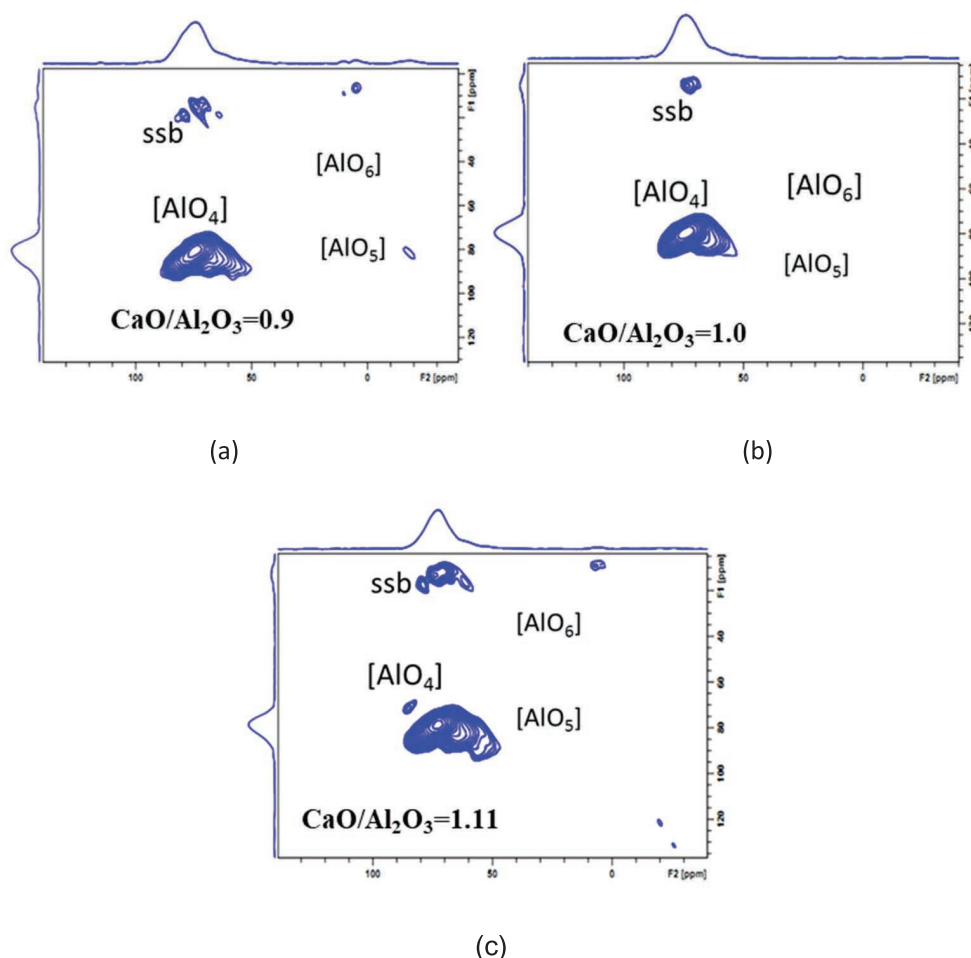 ssb
[AlO₆]
[AlO₄]
[AlO₅]
CaO/Al₂O₃=0.9
F1 [ppm]
40
60
80
100
120
100
50
0
F2 [ppm]
(a)
ssb
[AlO₄]
[AlO₆]
[AlO₅]
CaO/Al₂O₃=1.0
100
50
0
F2 [ppm]
(b)
ssb
[AlO₆]
[AlO₄]
[AlO₅]
CaO/Al₂O₃=1.11
F1 [ppm]
40
60
80
100
120
100
50
0
F2 [ppm]
(c)